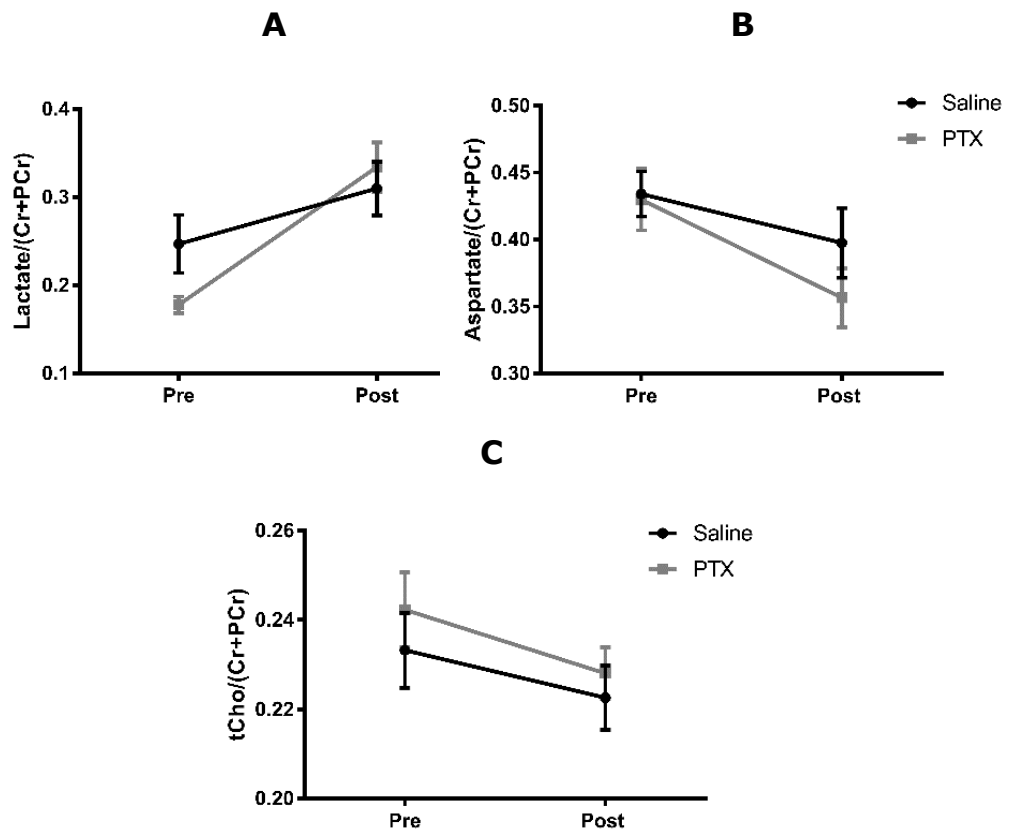 A
B
0.4
0.3
0.2
0.1
Lactate/(Cr+PCr)
Pre
Post
0.50
0.45
0.40
0.35
0.30
Aspartate/(Cr+PCr)
Pre
Post
Saline
PTX
C
0.26
0.24
0.22
0.20
tCho/(Cr+PCr)
Pre
Post
Saline
PTX